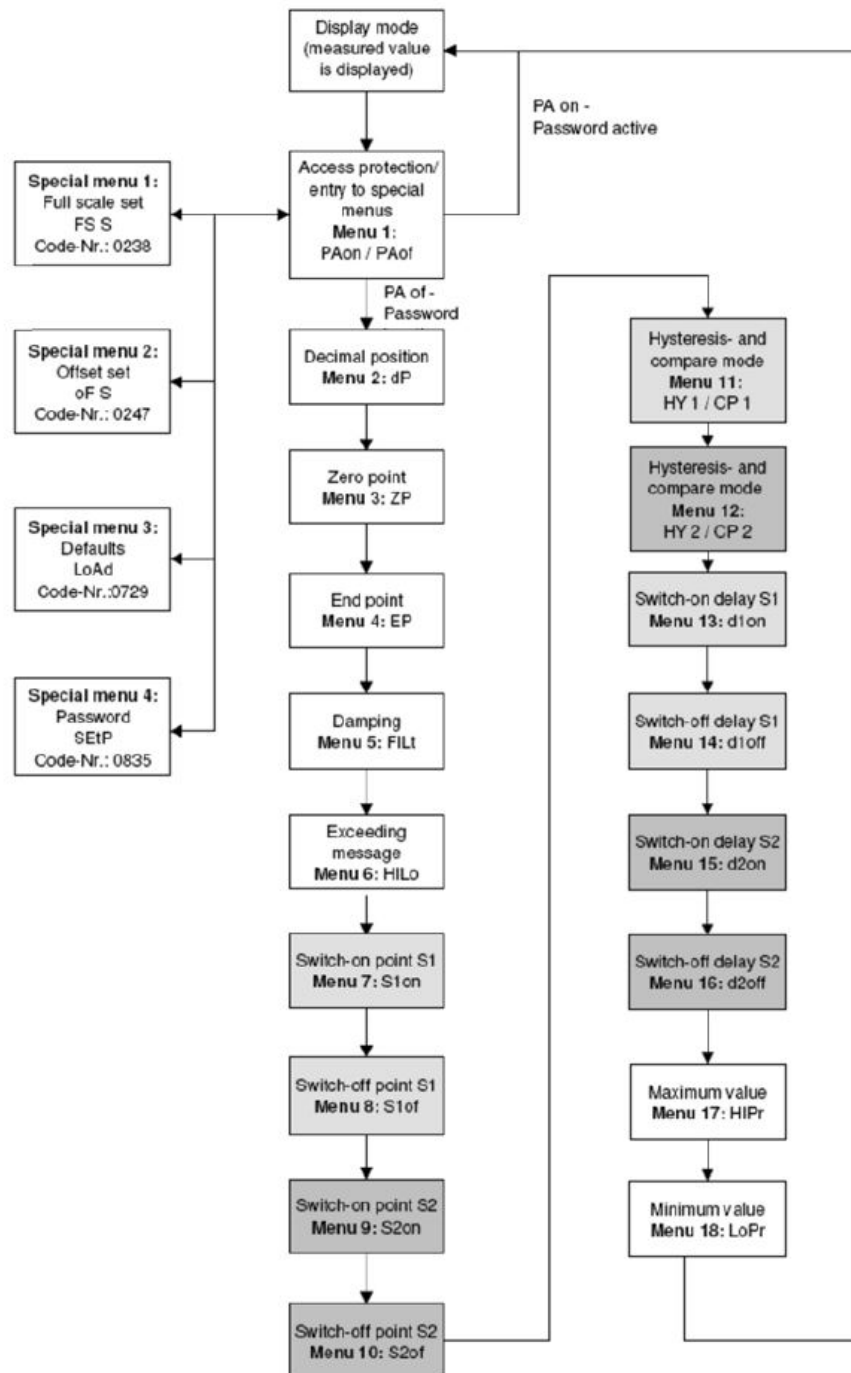 Display mode
(measured value
is displayed)
PA on -
Password active
Access protection/
entry to special
menus
Menu 1:
PAon / PAof
Special menu 1:
Full scale set
FS S
Code-Nr.: 0238
PA of -
Password
Special menu 2:
Offset set
oF S
Code-Nr.: 0247
Special menu 3:
Defaults
LoAd
Code-Nr.:0729
Special menu 4:
Password
SEtP
Code-Nr.: 0835
Decimal position
Menu 2: dP
Zero point
Menu 3: ZP
End point
Menu 4: EP
Damping
Menu 5: FILt
Exceeding
message
Menu 6: HILo
Switch-on point S1
Menu 7: S1on
Switch-off point S1
Menu 8: S1of
Switch-on point S2
Menu 9: S2on
Switch-off point S2
Menu 10: S2of
Hysteresis- and
compare mode
Menu 11:
HY 1 / CP 1
Hysteresis- and
compare mode
Menu 12:
HY 2 / CP 2
Switch-on delay S1
Menu 13: d1on
Switch-off delay S1
Menu 14: d1off
Switch-on delay S2
Menu 15: d2on
Switch-off delay S2
Menu 16: d2off
Maximum value
Menu 17: HIPr
Minimum value
Menu 18: LoPr